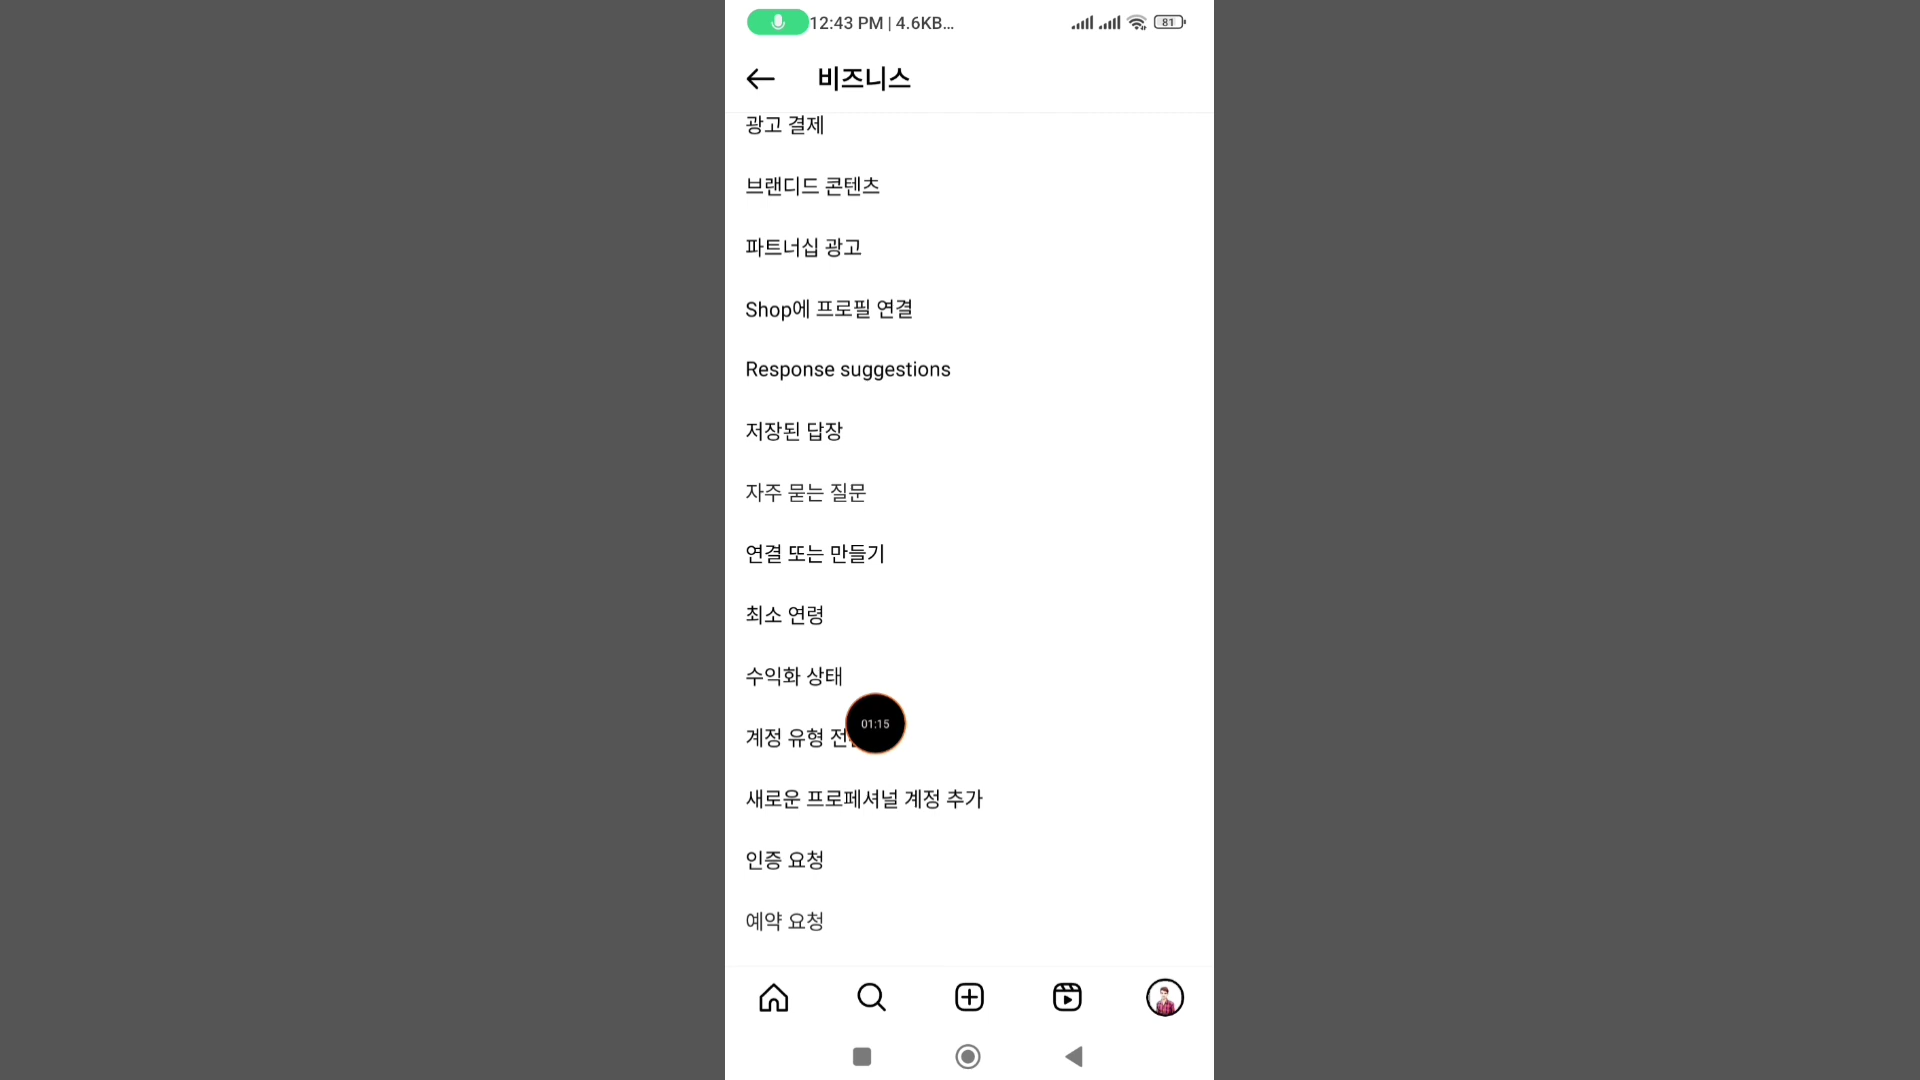 12:43 PM | 4.6KB...
81
비즈니스
광고 결제
브랜디드 콘텐츠
파트너십 광고
Shop에 프로필 연결
Response suggestions
저장된 답장
자주 묻는 질문
연결 또는 만들기
최소 연령
수익화 상태
01:15
계정 유형
새로운 프로페셔널 계정 추가
인증 요청
예약 요청